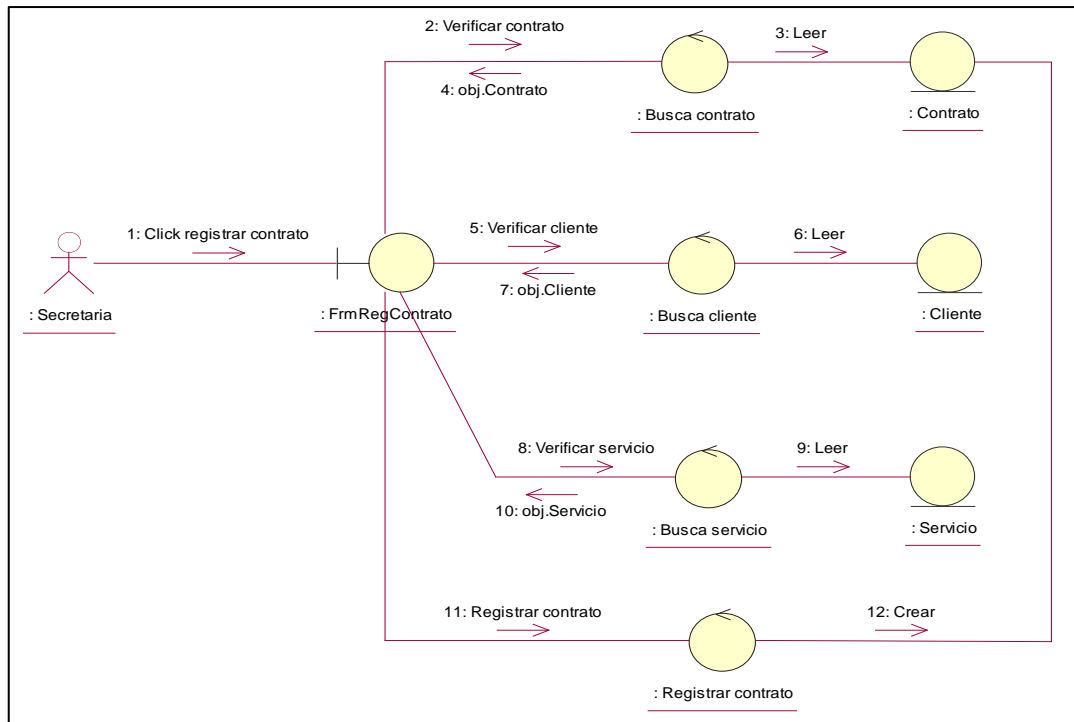 2: Verificar contrato
3: Leer
4: obj.Contrato
: Busca contrato
: Contrato
1: Click registrar contrato
5: Verificar cliente
6: Leer
7: obj.Cliente
: Secretaria
: FrmRegContrato
: Busca cliente
: Cliente
8: Verificar servicio
9: Leer
10: obj.Servicio
: Busca servicio
: Servicio
11: Registrar contrato
12: Crear
: Registrar contrato